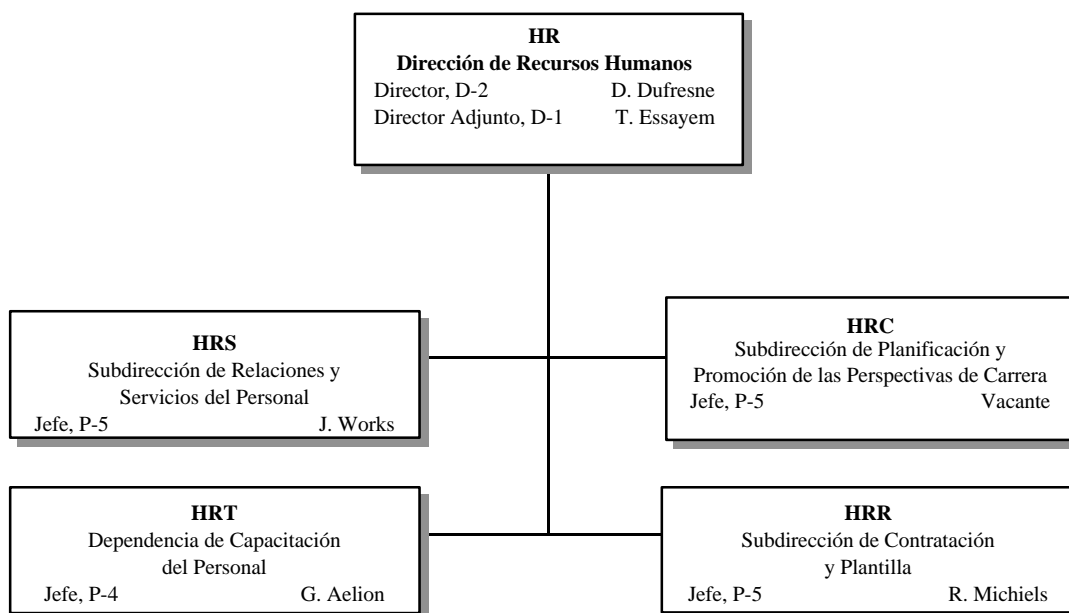 HR
Dirección de Recursos Humanos
Director, D-2 D. Dufresne
Director Adjunto, D-1 T. Essayem
HRS
Subdirección de Relaciones y
Servicios del Personal
Jefe, P-5 J. Works
HRC
Subdirección de Planificación y
Promoción de las Perspectivas de Carrera
Jefe, P-5 Vacante
HRT
Dependencia de Capacitación
del Personal
Jefe, P-4 G. Aelion
HRR
Subdirección de Contratación
y Plantilla
Jefe, P-5 R. Michiels